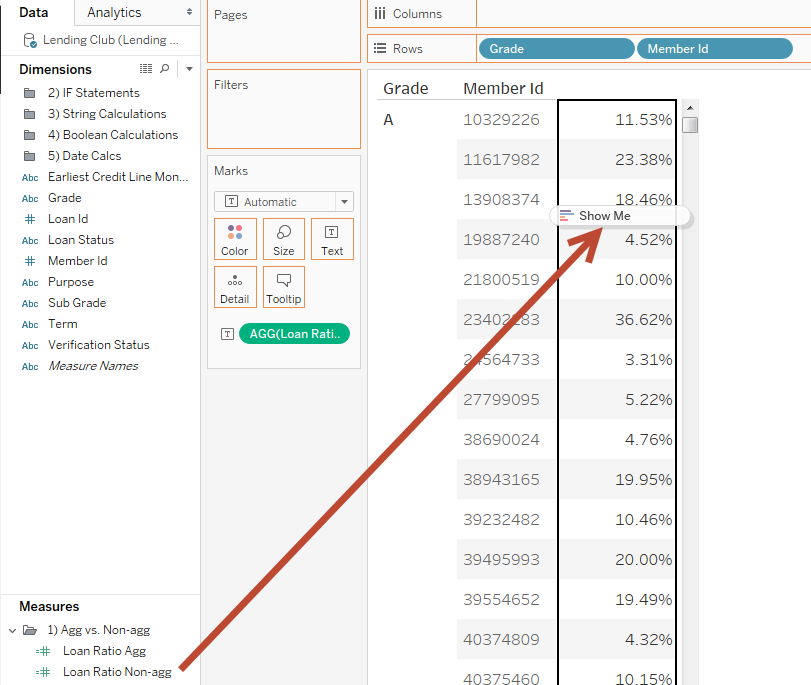 Data
Analytics
Lending Club (Lending ...
Dimensions
2) IF Statements
3) String Calculations
4) Boolean Calculations
5) Date Calcs
Abc Earliest Credit Line Mon...
Abc Grade
# Loan Id
Abc Loan Status
# Member Id
Abc Purpose
Abc Sub Grade
Abc Term
Abc Verification Status
Abc Measure Names
Measures
1) Agg vs. Non-agg
=# Loan Ratio Agg
=# Loan Ratio Non-agg
Pages
Filters
Marks
T Automatic
Color
Size
T Text
Detail
Tooltip
T AGG(Loan Rati..
Columns
Rows
Grade
Member Id
Grade Member Id
A 10329226 11.53%
11617982 23.38%
13908374 18.46%
Show Me
19887240 4.52%
21800519 10.00%
23402283 36.62%
24564733 3.31%
27799095 5.22%
38690024 4.76%
38943165 19.95%
39232482 10.46%
39495993 20.00%
39554652 19.49%
40374809 4.32%
40375460 10.15%